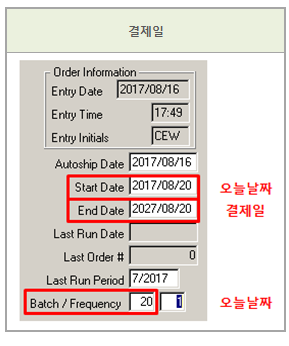 결제일
Order Information
Entry Date 2017/08/16
Entry Time 17:49
Entry Initials CEW
Autoship Date 2017/08/16
Start Date 2017/08/20 오늘날짜
End Date 2027/08/20 결제일
Last Run Date
Last Order # 0
Last Run Period 7/2017
Batch / Frequency 20 1 오늘날짜